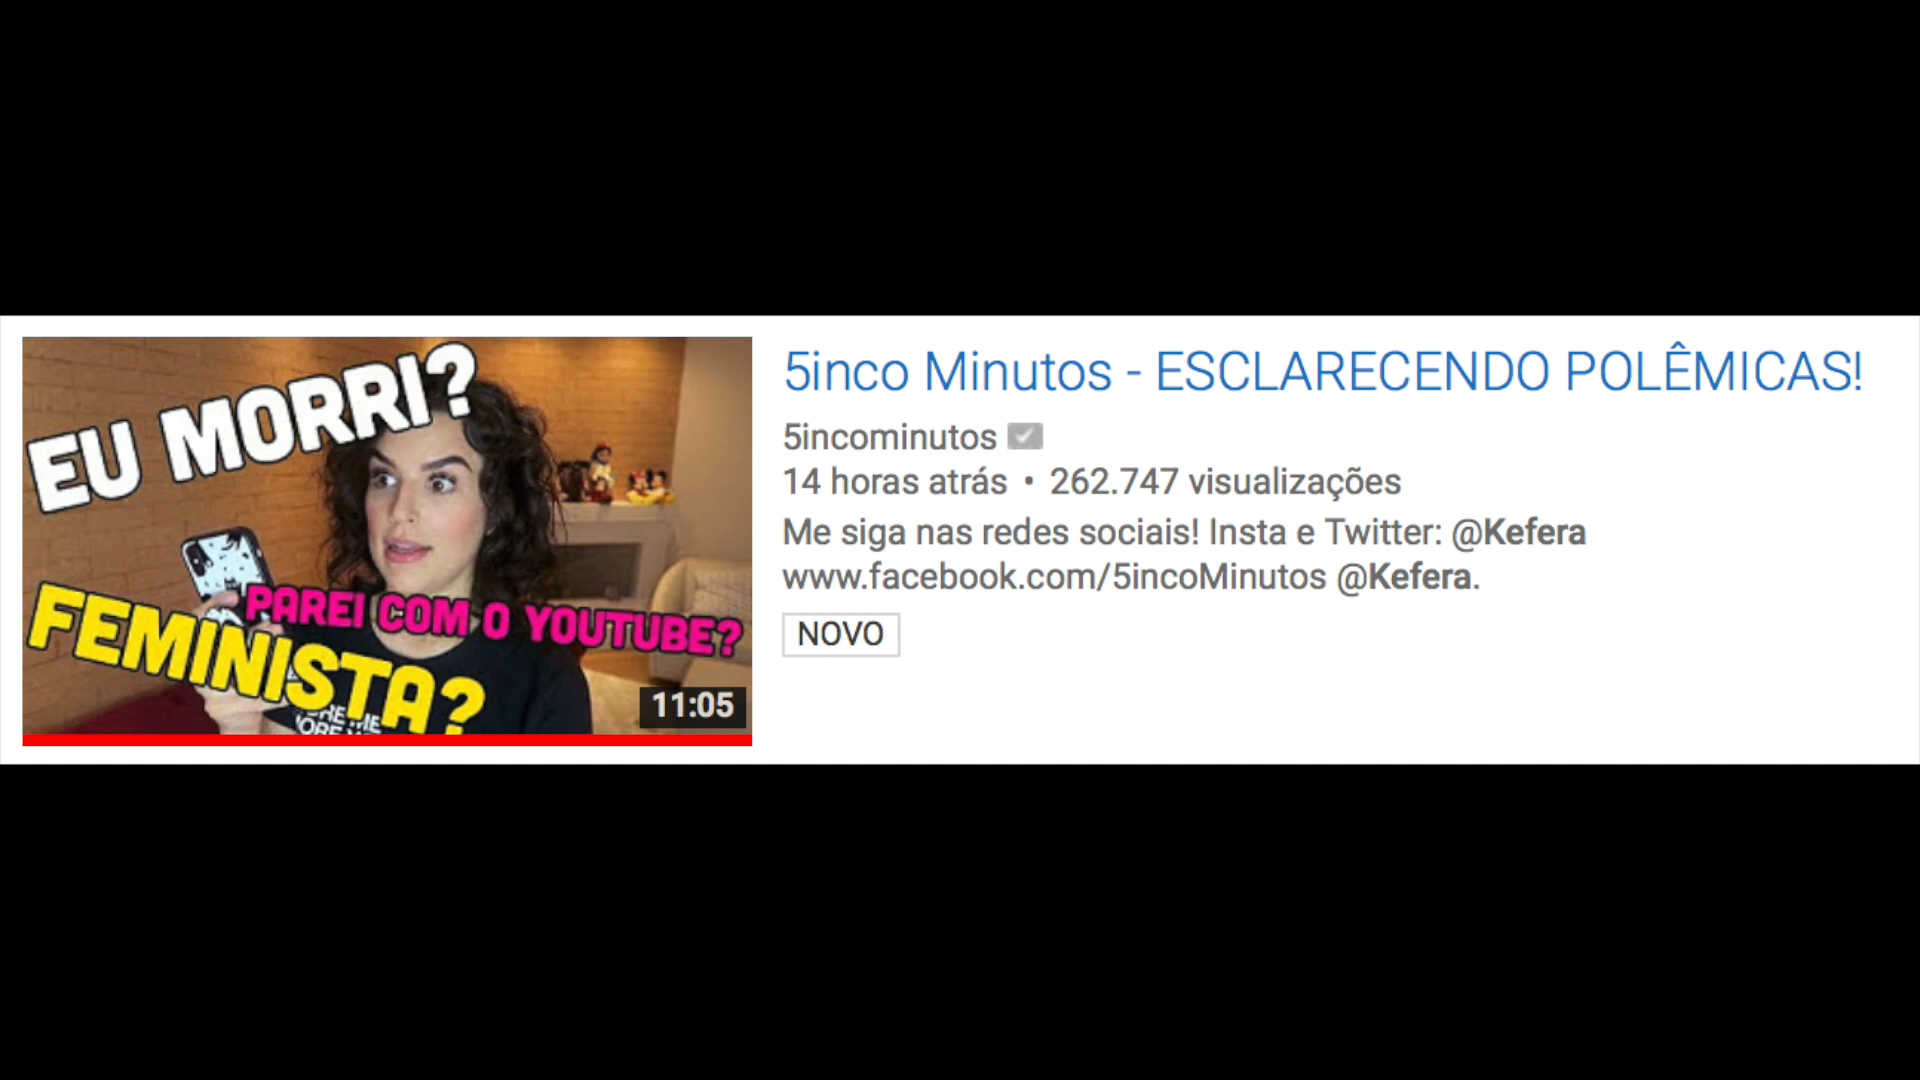 EU MORRI?
PAREI COM O YOUTUBE?
FEMINISTA?
11:05
5inco Minutos - ESCLARECENDO POLÊMICAS!
5incominutos
14 horas atrás • 262.747 visualizações
Me siga nas redes sociais! Insta e Twitter: @Kefera
www.facebook.com/5incoMinutos @Kefera.
NOVO